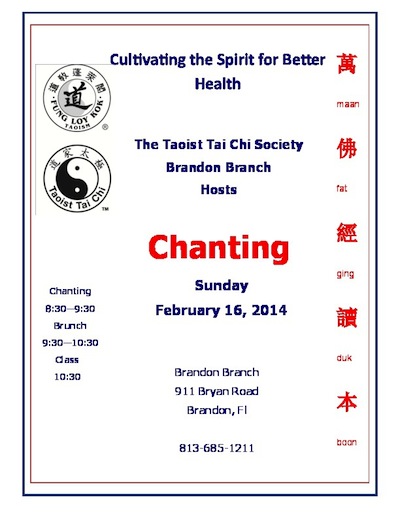 Cultivating the Spirit for Better
Health
道教蓬萊閣
道
FUNG LOY KOK
TAOISM
®
道家太極
Taoist Tai Chi
™
The Taoist Tai Chi Society
Brandon Branch
Hosts
Chanting
Sunday
February 16, 2014
Chanting
8:30—9:30
Brunch
9:30—10:30
Class
10:30
Brandon Branch
911 Bryan Road
Brandon, Fl
813-685-1211
萬
maan
佛
fat
經
ging
讀
duk
本
boon